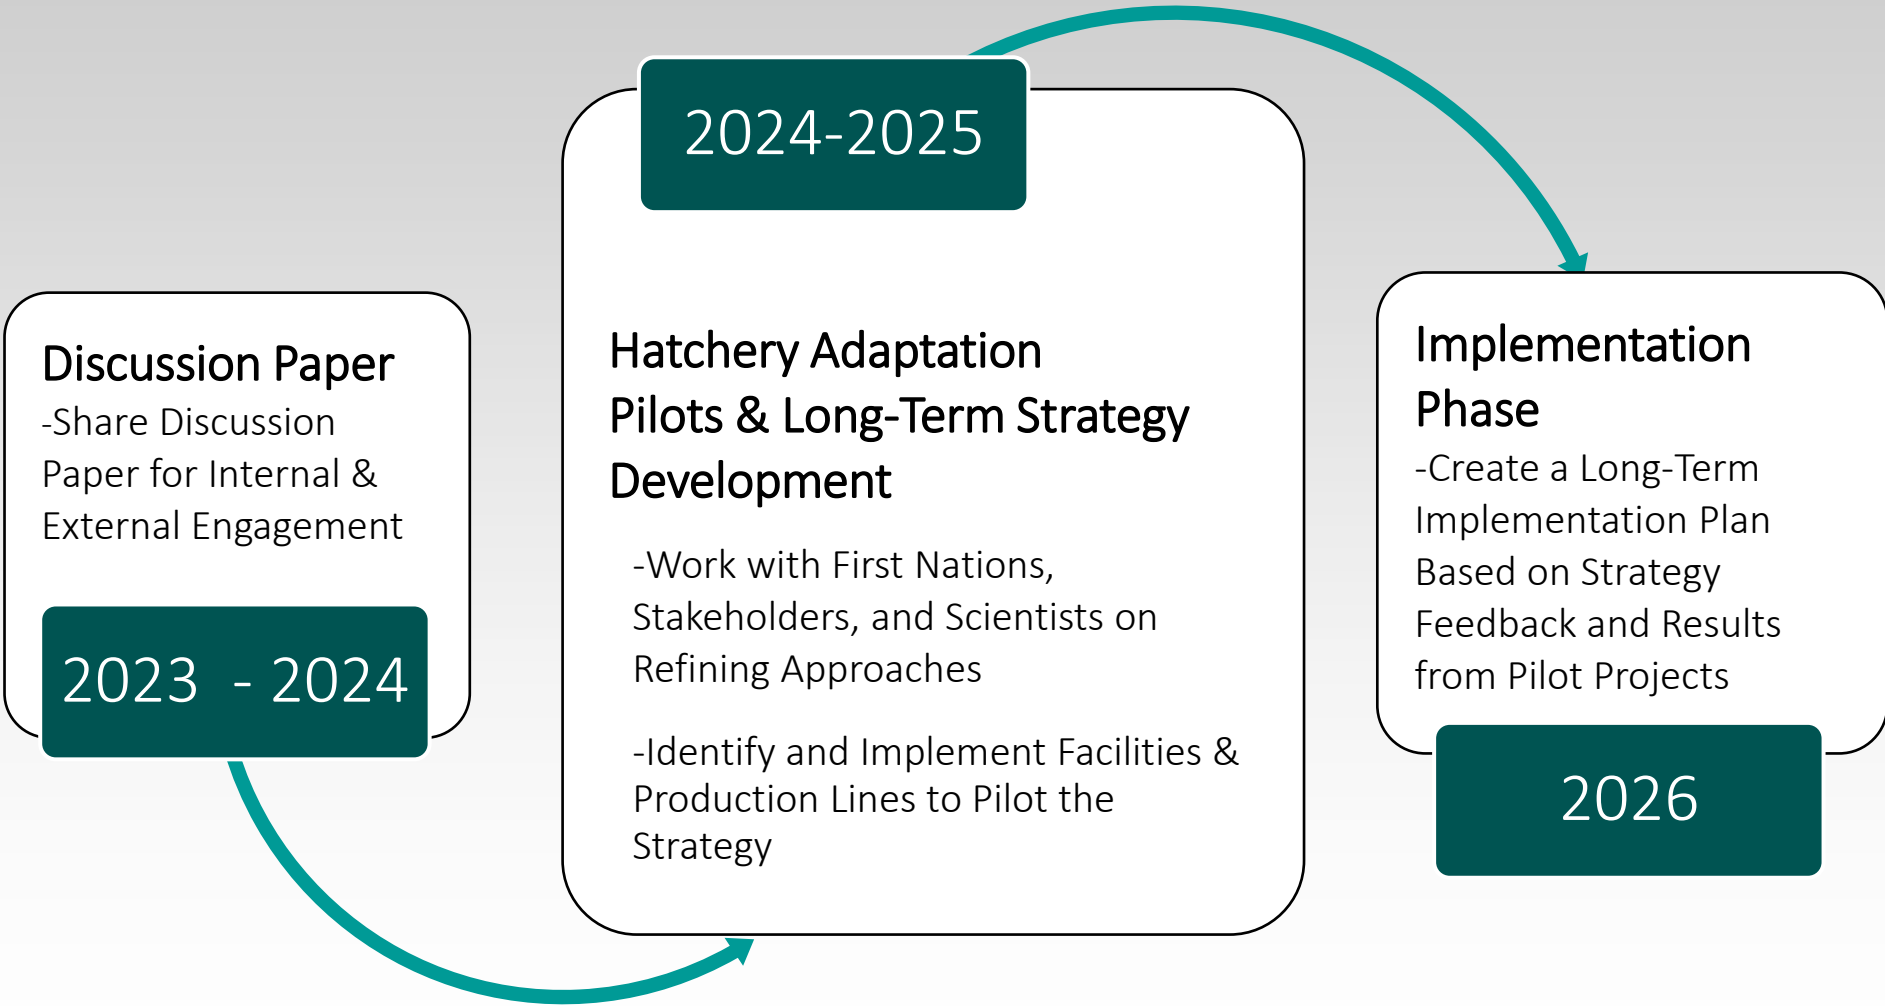 Discussion Paper
-Share Discussion
Paper for Internal &
External Engagement
2023 - 2024
2024-2025
Hatchery Adaptation
Pilots & Long-Term Strategy
Development
-Work with First Nations,
Stakeholders, and Scientists on
Refining Approaches
-Identify and Implement Facilities &
Production Lines to Pilot the
Strategy
Implementation
Phase
-Create a Long-Term
Implementation Plan
Based on Strategy
Feedback and Results
from Pilot Projects
2026